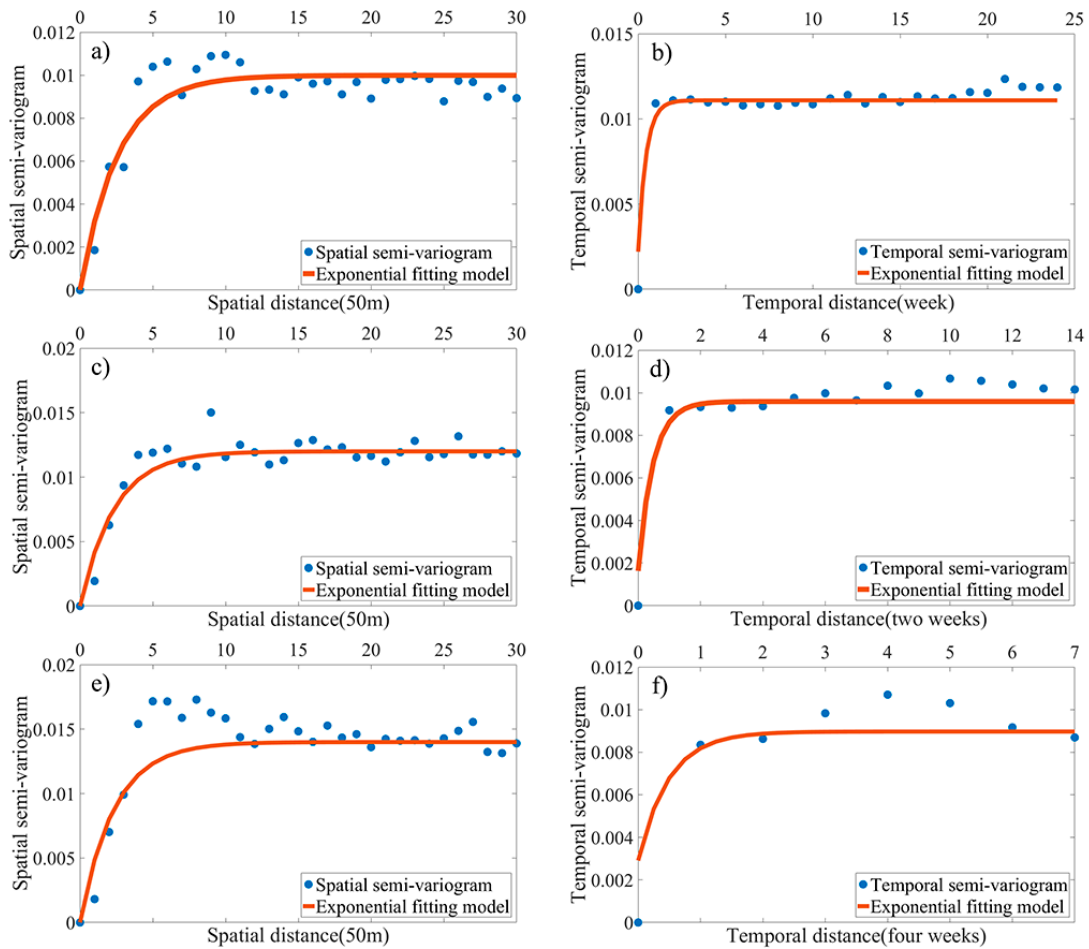 0 5 10 15 20 25 30
0.012
0.01
0.008
0.006
0.004
0.002
0
a)
Spatial semi-variogram
Spatial semi-variogram
Exponential fitting model
Spatial distance(50m)
0 5 10 15 20 25
0.015
0.01
0.005
0
b)
Temporal semi-variogram
Temporal semi-variogram
Exponential fitting model
Temporal distance(week)
0 5 10 15 20 25 30
0.02
0.015
0.01
0.005
0
c)
Spatial semi-variogram
Spatial semi-variogram
Exponential fitting model
Spatial distance(50m)
0 2 4 6 8 10 12 14
0.012
0.01
0.008
0.006
0.004
0.002
0
d)
Temporal semi-variogram
Temporal semi-variogram
Exponential fitting model
Temporal distance(two weeks)
0 5 10 15 20 25 30
0.02
0.015
0.01
0.005
0
e)
Spatial semi-variogram
Spatial semi-variogram
Exponential fitting model
Spatial distance(50m)
0 1 2 3 4 5 6 7
0.012
0.01
0.008
0.006
0.004
0.002
0
f)
Temporal semi-variogram
Temporal semi-variogram
Exponential fitting model
Temporal distance(four weeks)